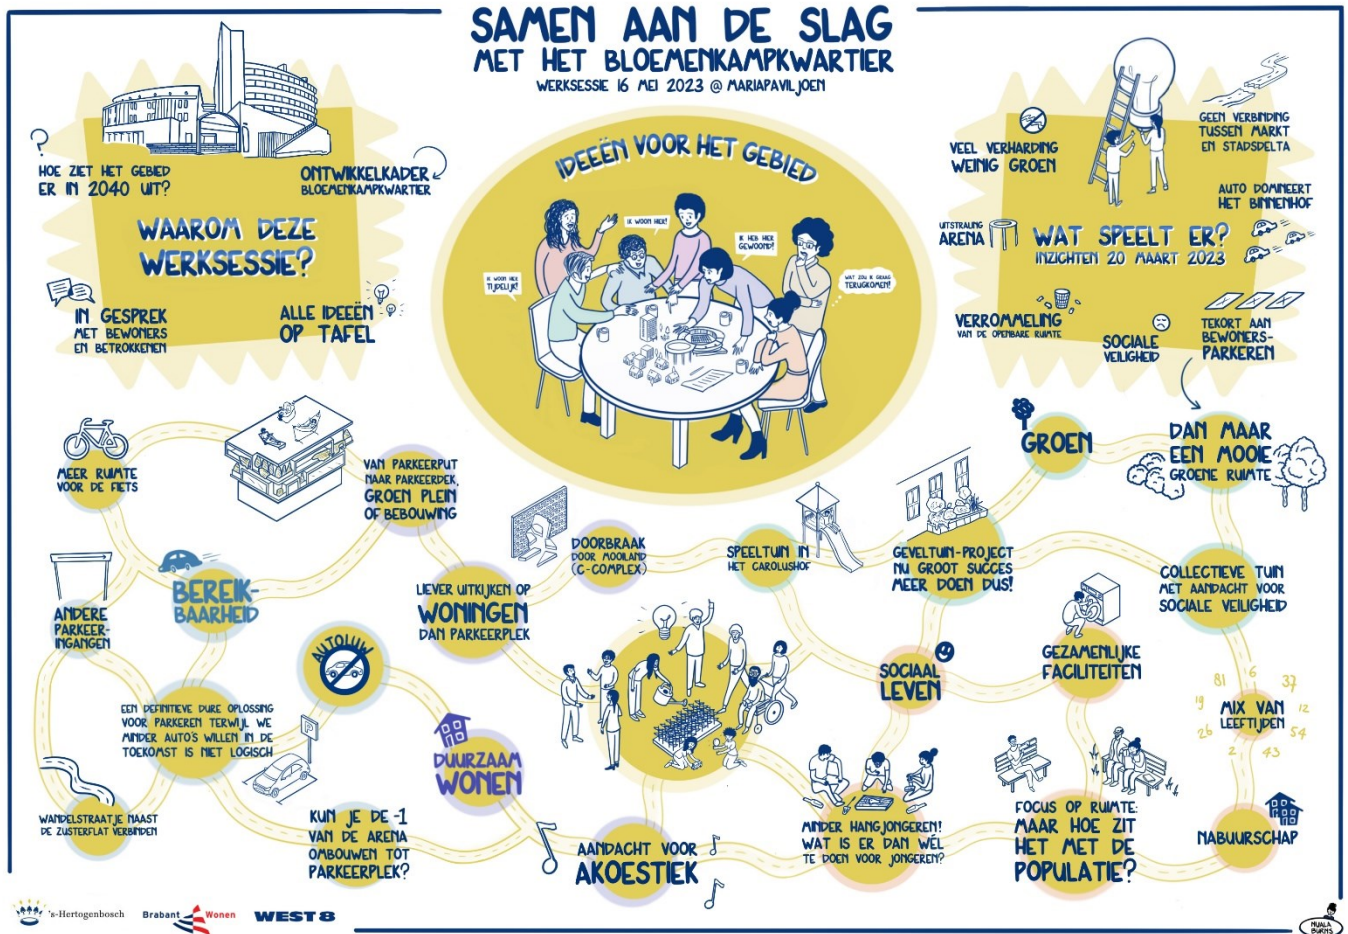 SAMEN AAN DE SLAG
MET HET BLOEMENKAMPKWARTIER
WERKSESSIE 16 MEI 2023 @ MARIAPAVILJOEN
?
HOE ZIET HET GEBIED
ER IN 2040 UIT?
ONTWIKKELKADER
BLOEMENKAMPKWARTIER
WAAROM DEZE
WERKSESSIE?
IN GESPREK
MET BEWONERS
EN BETROKKENEN
ALLE IDEEËN
OP TAFEL
IDEEËN VOOR HET GEBIED
IK WOON HIER!
IK HEB HIER
GEWOOND!
IK WOON HIER
TIJDELIJK!
WAT ZOU IK GRAAG
TERUGKOMEN!
VEEL VERHARDING
WEINIG GROEN
GEEN VERBINDING
TUSSEN MARKT
EN STADSDELTA
AUTO DOMINEERT
HET BINNENHOF
UITSTRALING
ARENA
WAT SPEELT ER?
INZICHTEN 20 MAART 2023
VERROMMELING
VAN DE OPENBARE RUIMTE
SOCIALE
VEILIGHEID
TEKORT AAN
BEWONERS-
PARKEREN
MEER RUIMTE
VOOR DE FIETS
VAN PARKEERPUT
NAAR PARKEERDEK,
GROEN PLEIN
OF BEBOUWING
GROEN
DAN MAAR
EEN MOOIE
GROENE RUIMTE
DOORBRAAK
DOOR MOOILAND
(C-COMPLEX)
SPEELTUIN IN
HET CAROLUSHOF
GEVELTUIN-PROJECT
NU GROOT SUCCES
MEER DOEN DUS!
COLLECTIEVE TUIN
MET AANDACHT VOOR
SOCIALE VEILIGHEID
ANDERE
PARKEER-
INGANGEN
BEREIK-
BAARHEID
LIEVER UITKIJKEN OP
WONINGEN
DAN PARKEERPLEK
AUTOLUW
SOCIAAL
LEVEN
GEZAMENLIJKE
FACILITEITEN
EEN DEFINITIEVE DURE OPLOSSING
VOOR PARKEREN TERWIJL WE
MINDER AUTO'S WILLEN IN DE
TOEKOMST IS NIET LOGISCH
P
DUURZAAM
WONEN
81 6 37
19 12
26 54
2 43
MIX VAN
LEEFTIJDEN
WANDELSTRAATJE NAAST
DE ZUSTERFLAT VERBINDEN
KUN JE DE -1
VAN DE ARENA
OMBOUWEN TOT
PARKEERPLEK?
AANDACHT VOOR
AKOESTIEK
MINDER HANGJONGEREN!
WAT IS ER DAN WÉL
TE DOEN VOOR JONGEREN?
FOCUS OP RUIMTE:
MAAR HOE ZIT
HET MET DE
POPULATIE?
NABUURSCHAP
's-Hertogenbosch
Brabant Wonen
WEST 8
NUALA
BURNS